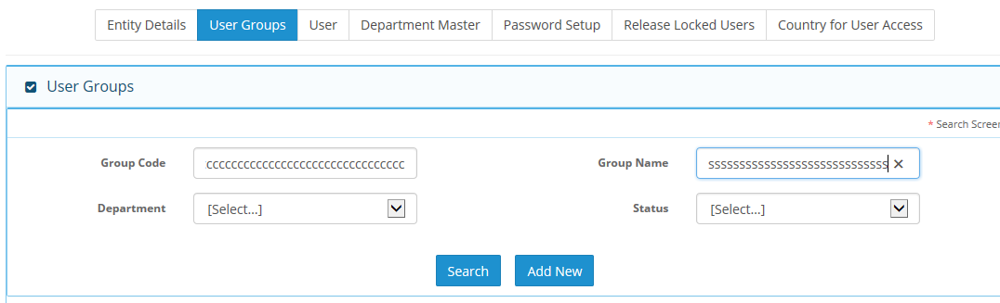 Entity Details User Groups User Department Master Password Setup Release Locked Users Country for User Access
User Groups
* Search Screen
Group Code cccccccccccccccccccccccccccccccc Group Name ssssssssssssssssssssssssssssss
Department [Select...] Status [Select...]
Search Add New